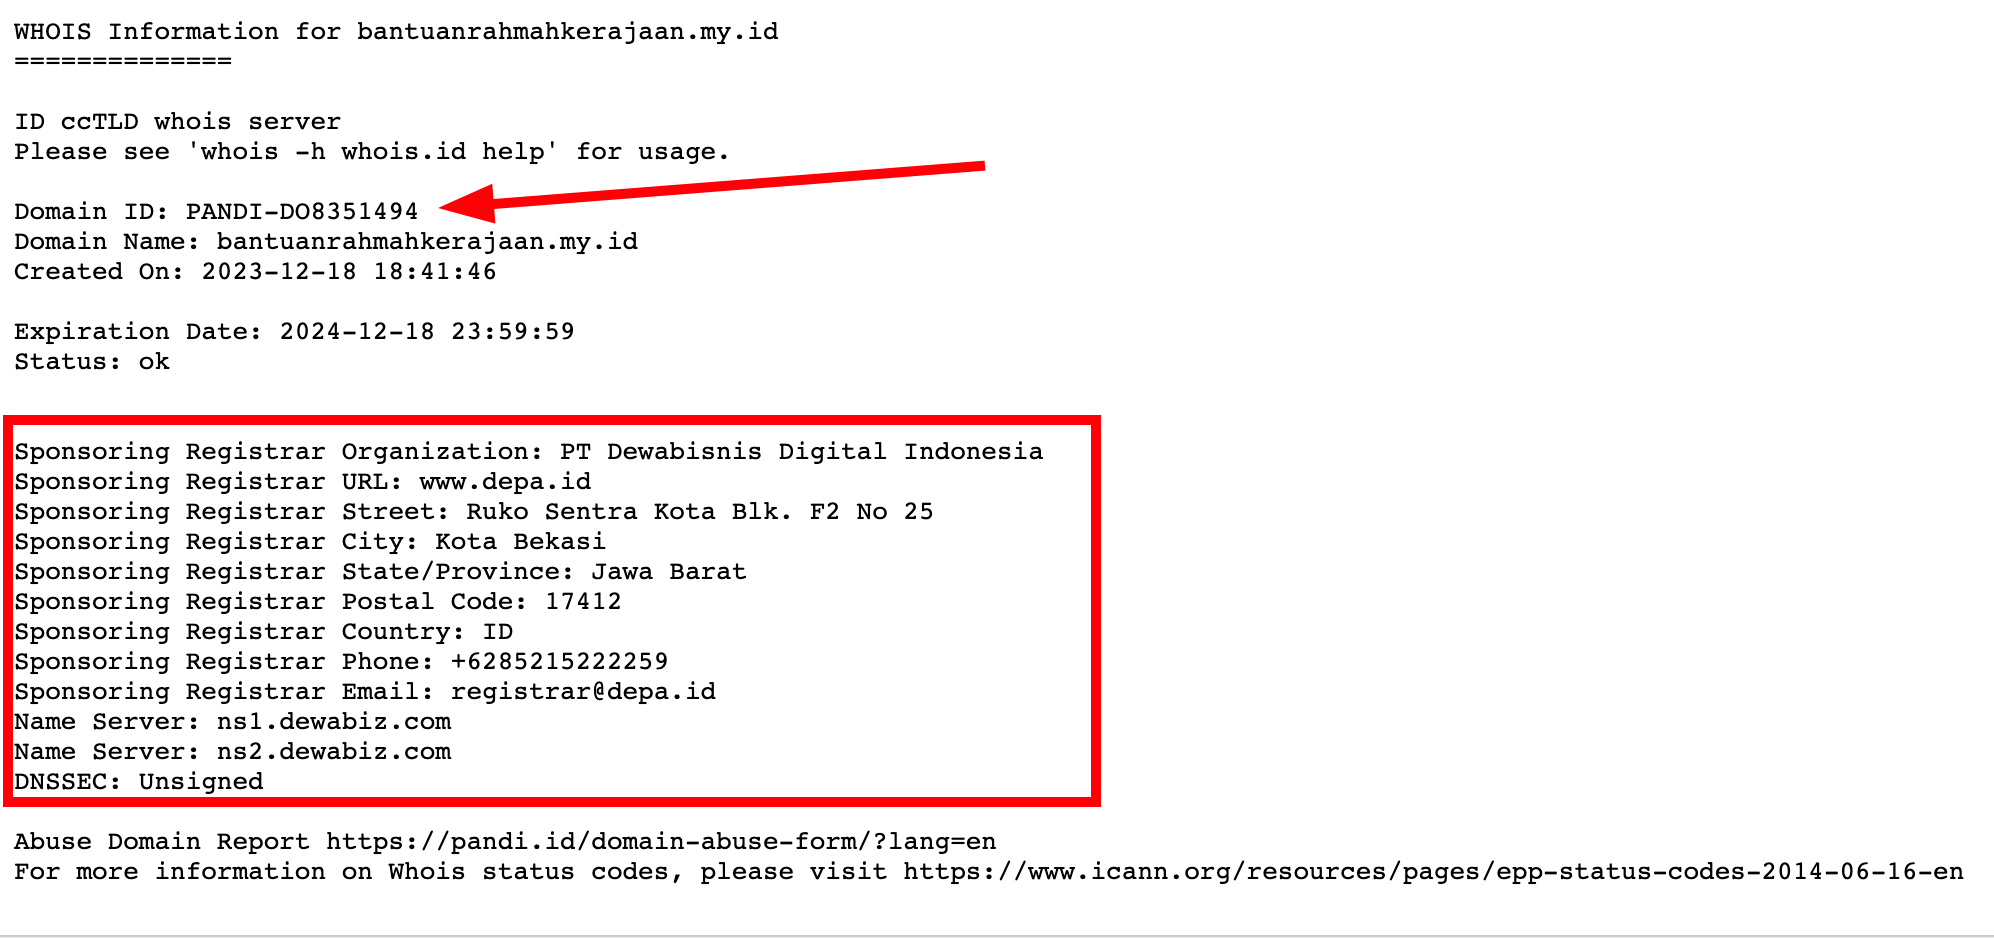 WHOIS Information for bantuanrahmahkerajaan.my.id
==============
ID ccTLD whois server
Please see 'whois -h whois.id help' for usage.
Domain ID: PANDI-DO8351494
Domain Name: bantuanrahmahkerajaan.my.id
Created On: 2023-12-18 18:41:46
Expiration Date: 2024-12-18 23:59:59
Status: ok
Sponsoring Registrar Organization: PT Dewabisnis Digital Indonesia
Sponsoring Registrar URL: www.depa.id
Sponsoring Registrar Street: Ruko Sentra Kota Blk. F2 No 25
Sponsoring Registrar City: Kota Bekasi
Sponsoring Registrar State/Province: Jawa Barat
Sponsoring Registrar Postal Code: 17412
Sponsoring Registrar Country: ID
Sponsoring Registrar Phone: +6285215222259
Sponsoring Registrar Email: registrar@depa.id
Name Server: ns1.dewabiz.com
Name Server: ns2.dewabiz.com
DNSSEC: Unsigned
Abuse Domain Report https://pandi.id/domain-abuse-form/?lang=en
For more information on Whois status codes, please visit https://www.icann.org/resources/pages/epp-status-codes-2014-06-16-en